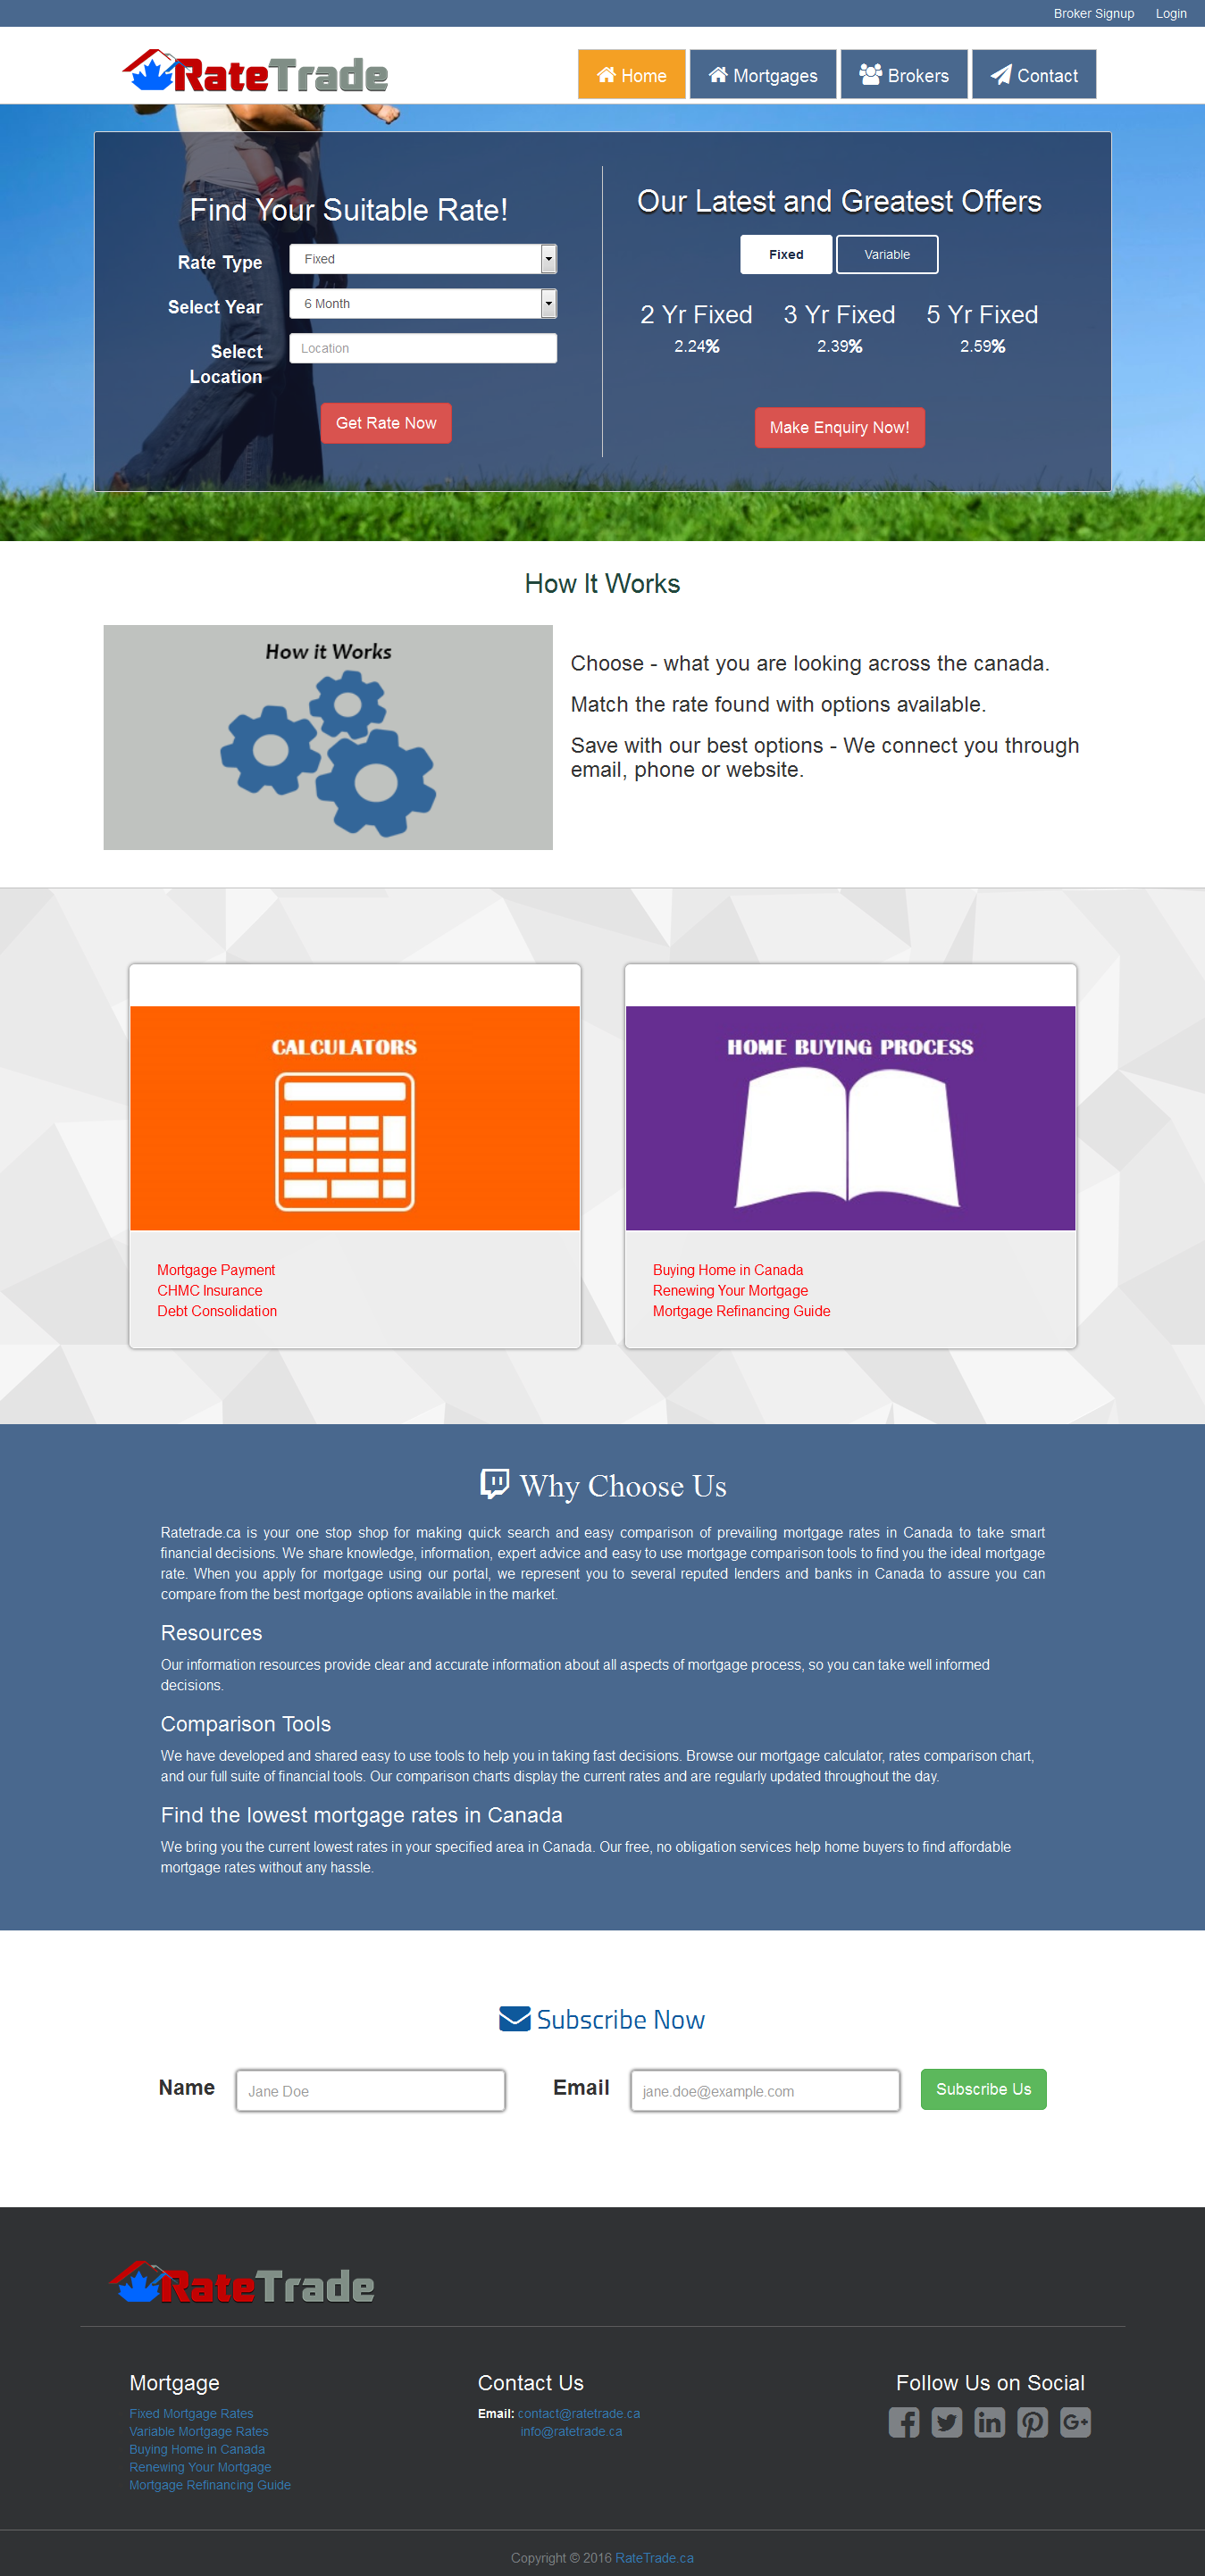 Broker Signup Login
RateTrade
Home Mortgages Brokers Contact
Find Your Suitable Rate!
Rate Type Fixed
Select Year 6 Month
Select Location
Location
Get Rate Now
Our Latest and Greatest Offers
Fixed Variable
2 Yr Fixed 3 Yr Fixed 5 Yr Fixed
2.24% 2.39% 2.59%
Make Enquiry Now!
How It Works
How it Works
Choose - what you are looking across the canada.
Match the rate found with options available.
Save with our best options - We connect you through
email, phone or website.
CALCULATORS
Mortgage Payment
CHMC Insurance
Debt Consolidation
HOME BUYING PROCESS
Buying Home in Canada
Renewing Your Mortgage
Mortgage Refinancing Guide
Why Choose Us
Ratetrade.ca is your one stop shop for making quick search and easy comparison of prevailing mortgage rates in Canada to take smart
financial decisions. We share knowledge, information, expert advice and easy to use mortgage comparison tools to find you the ideal mortgage
rate. When you apply for mortgage using our portal, we represent you to several reputed lenders and banks in Canada to assure you can
compare from the best mortgage options available in the market.
Resources
Our information resources provide clear and accurate information about all aspects of mortgage process, so you can take well informed
decisions.
Comparison Tools
We have developed and shared easy to use tools to help you in taking fast decisions. Browse our mortgage calculator, rates comparison chart,
and our full suite of financial tools. Our comparison charts display the current rates and are regularly updated throughout the day.
Find the lowest mortgage rates in Canada
We bring you the current lowest rates in your specified area in Canada. Our free, no obligation services help home buyers to find affordable
mortgage rates without any hassle.
Subscribe Now
Name Jane Doe Email jane.doe@example.com Subscribe Us
RateTrade
Mortgage
Fixed Mortgage Rates
Variable Mortgage Rates
Buying Home in Canada
Renewing Your Mortgage
Mortgage Refinancing Guide
Contact Us
Email: contact@ratetrade.ca
info@ratetrade.ca
Follow Us on Social
Copyright © 2016 RateTrade.ca